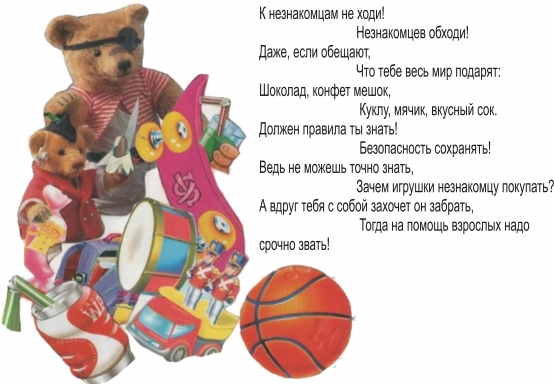 К незнакомцам не ходи!
Незнакомцев обходи!
Даже, если обещают,
Что тебе весь мир подарят:
Шоколад, конфет мешок,
Куклу, мячик, вкусный сок.
Должен правила ты знать!
Безопасность сохранять!
Ведь не можешь точно знать,
Зачем игрушки незнакомцу покупать?
А вдруг тебя с собой захочет он забрать,
Тогда на помощь взрослых надо
срочно звать!